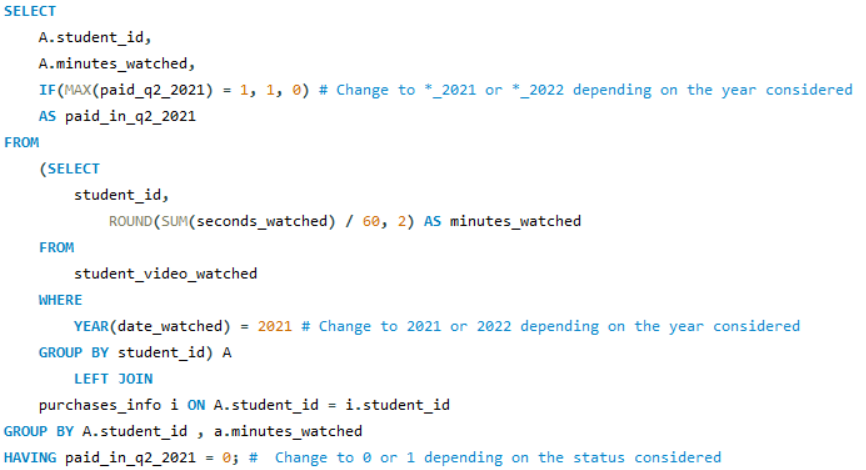 SELECT
    A.student_id,
    A.minutes_watched,
    IF(MAX(paid_q2_2021) = 1, 1, 0) # Change to *_2021 or *_2022 depending on the year considered
    AS paid_in_q2_2021
FROM
    (SELECT
        student_id,
            ROUND(SUM(seconds_watched) / 60, 2) AS minutes_watched
    FROM
        student_video_watched
    WHERE
        YEAR(date_watched) = 2021 # Change to 2021 or 2022 depending on the year considered
    GROUP BY student_id) A
        LEFT JOIN
    purchases_info i ON A.student_id = i.student_id
GROUP BY A.student_id , a.minutes_watched
HAVING paid_in_q2_2021 = 0; #  Change to 0 or 1 depending on the status considered